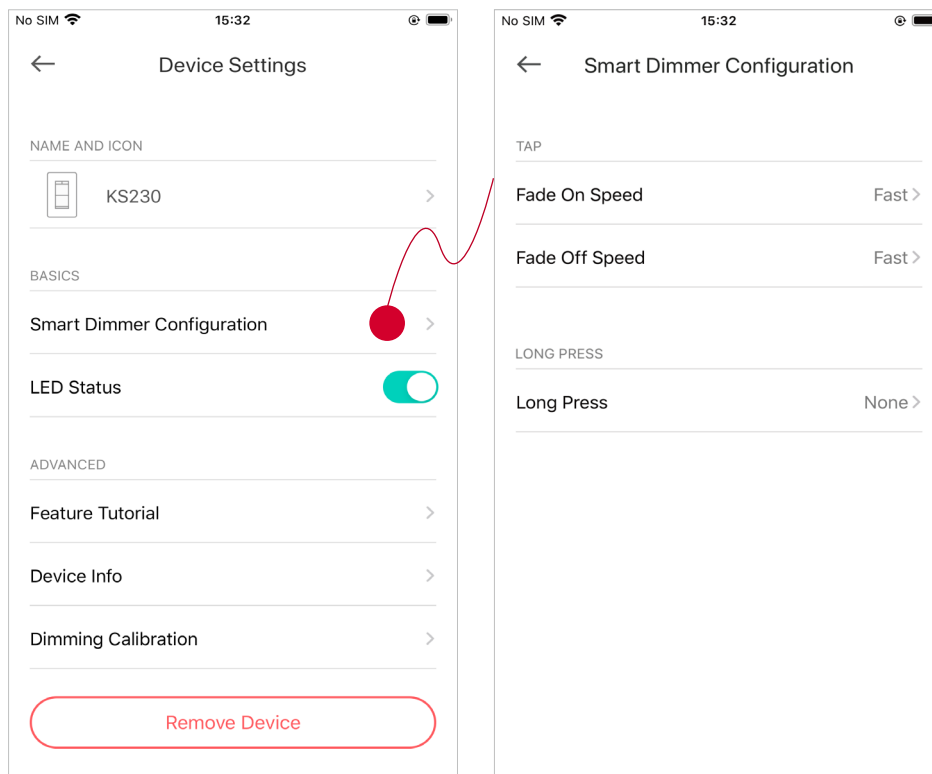 No SIM 15:32
Device Settings
NAME AND ICON
KS230
BASICS
Smart Dimmer Configuration
LED Status
ADVANCED
Feature Tutorial
Device Info
Dimming Calibration
Remove Device
No SIM 15:32
Smart Dimmer Configuration
TAP
Fade On Speed Fast
Fade Off Speed Fast
LONG PRESS
Long Press None